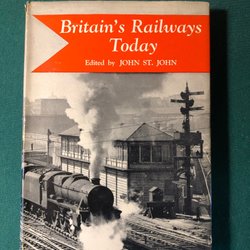 Britain's Railways
Today
Edited by JOHN ST. JOHN